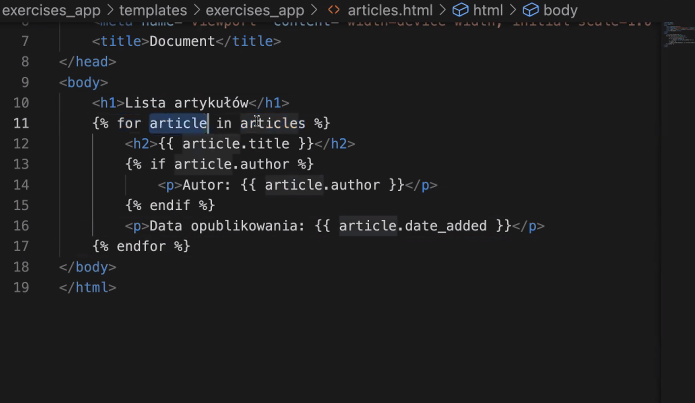 exercises_app > templates > exercises_app > <> articles.html > html > body
7 <title>Document</title>
8 </head>
9 <body>
10 <h1>Lista artykułów</h1>
11 {% for article in articles %}
12 <h2>{{ article.title }}</h2>
13 {% if article.author %}
14 <p>Autor: {{ article.author }}</p>
15 {% endif %}
16 <p>Data opublikowania: {{ article.date_added }}</p>
17 {% endfor %}
18 </body>
19 </html>